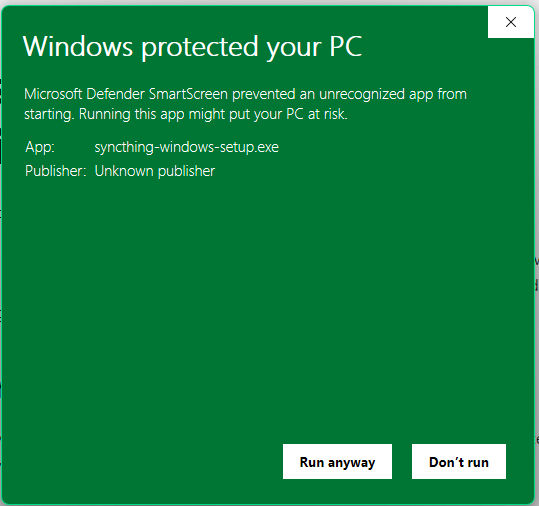 Windows protected your PC
Microsoft Defender SmartScreen prevented an unrecognized app from
starting. Running this app might put your PC at risk.
App: syncthing-windows-setup.exe
Publisher: Unknown publisher
Run anyway Don't run